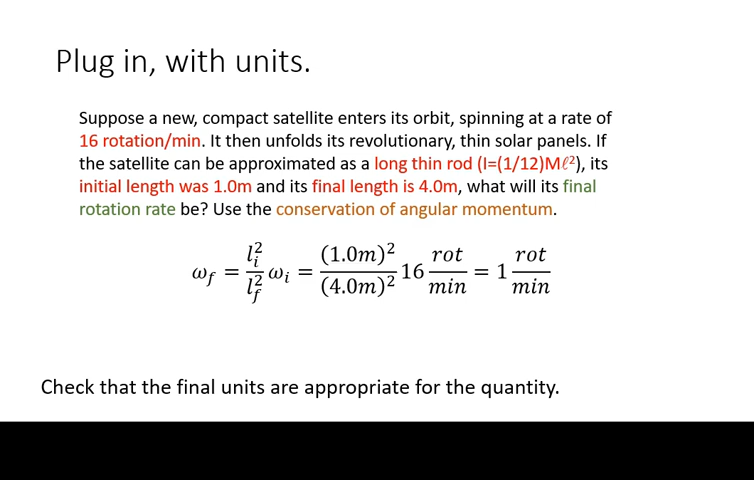 Plug in, with units.
Suppose a new, compact satellite enters its orbit, spinning at a rate of
16 rotation/min. It then unfolds its revolutionary, thin solar panels. If
the satellite can be approximated as a long thin rod (I=(1/12)Mℓ²), its
initial length was 1.0m and its final length is 4.0m, what will its final
rotation rate be? Use the conservation of angular momentum.
ω_f = l_i²/l_f² ω_i = (1.0m)²/(4.0m)² 16 rot/min = 1 rot/min
Check that the final units are appropriate for the quantity.